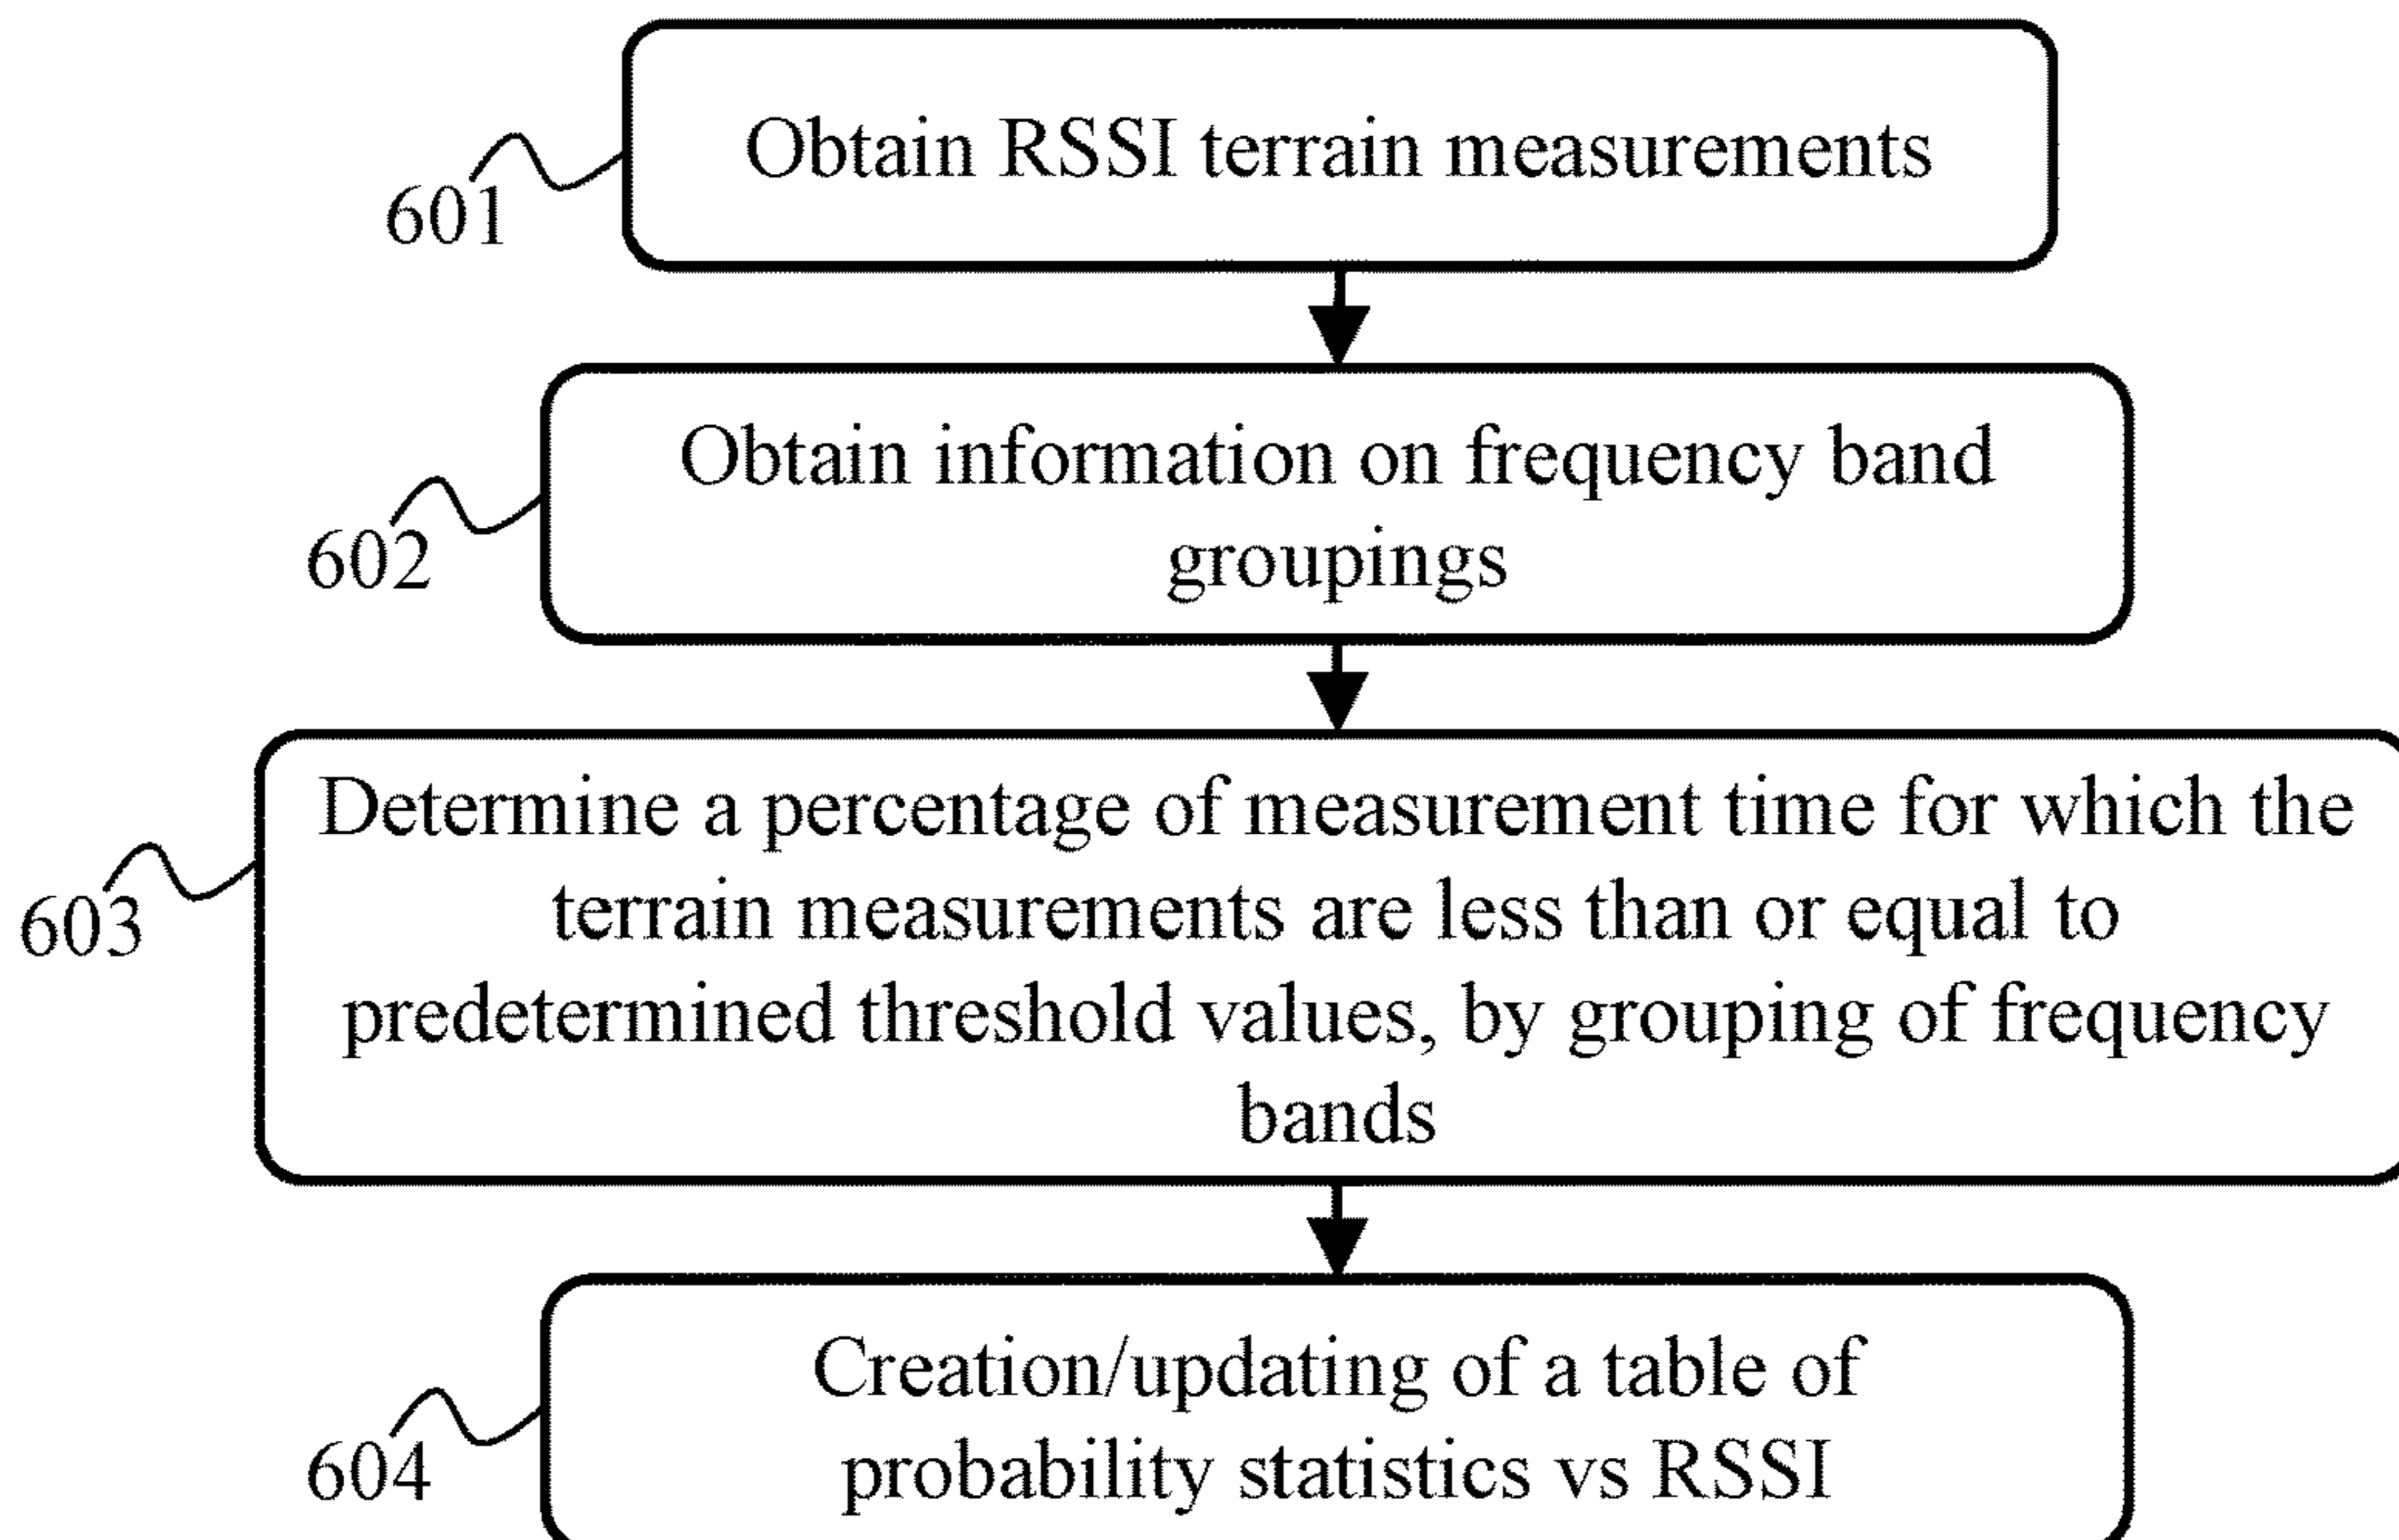 Obtain RSSI terrain measurements
601
Obtain information on frequency band
groupings
602
Determine a percentage of measurement time for which the
terrain measurements are less than or equal to
predetermined threshold values, by grouping of frequency
bands
603
Creation/updating of a table of
probability statistics vs RSSI
604